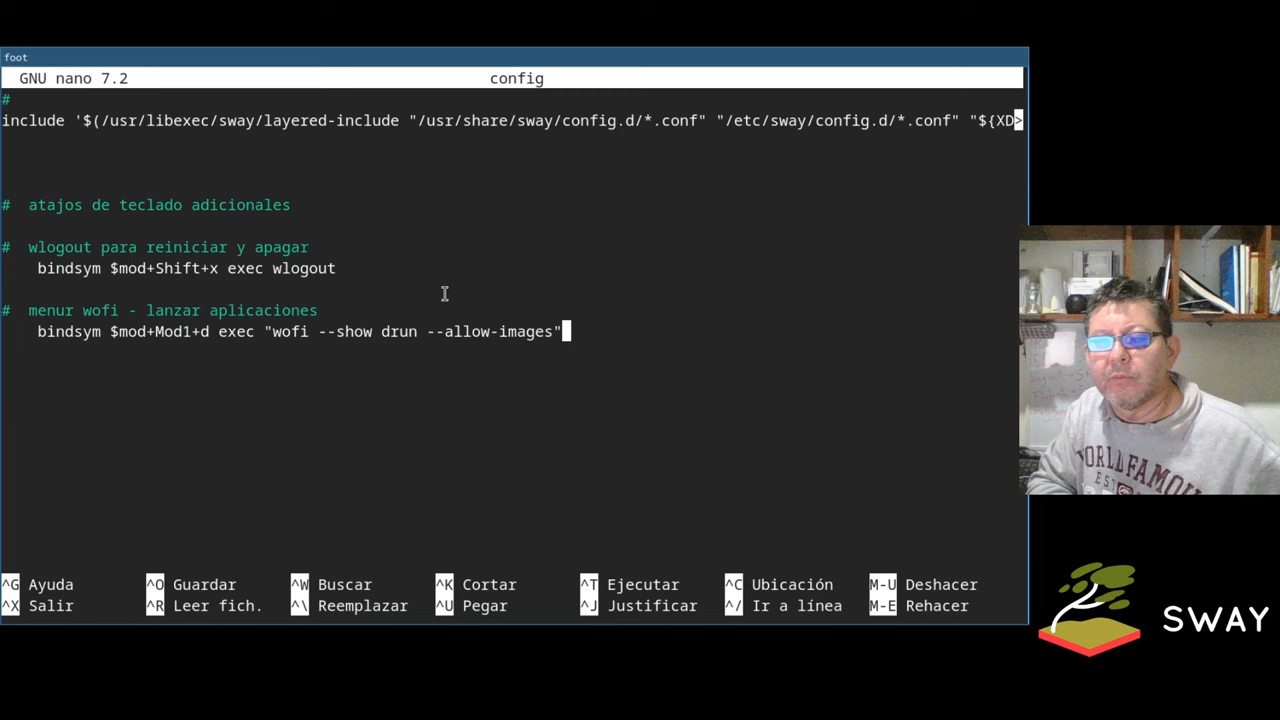 foot
GNU nano 7.2 config
#
include '$(/usr/libexec/sway/layered-include "/usr/share/sway/config.d/*.conf" "/etc/sway/config.d/*.conf" "${XD>
# atajos de teclado adicionales
# wlogout para reiniciar y apagar
bindsym $mod+Shift+x exec wlogout
# menur wofi - lanzar aplicaciones
bindsym $mod+Mod1+d exec "wofi --show drun --allow-images"
^G Ayuda ^O Guardar ^W Buscar ^K Cortar ^T Ejecutar ^C Ubicación M-U Deshacer
^X Salir ^R Leer fich. ^\ Reemplazar ^U Pegar ^J Justificar ^/ Ir a línea M-E Rehacer
WORLD FAMOU
SWAY